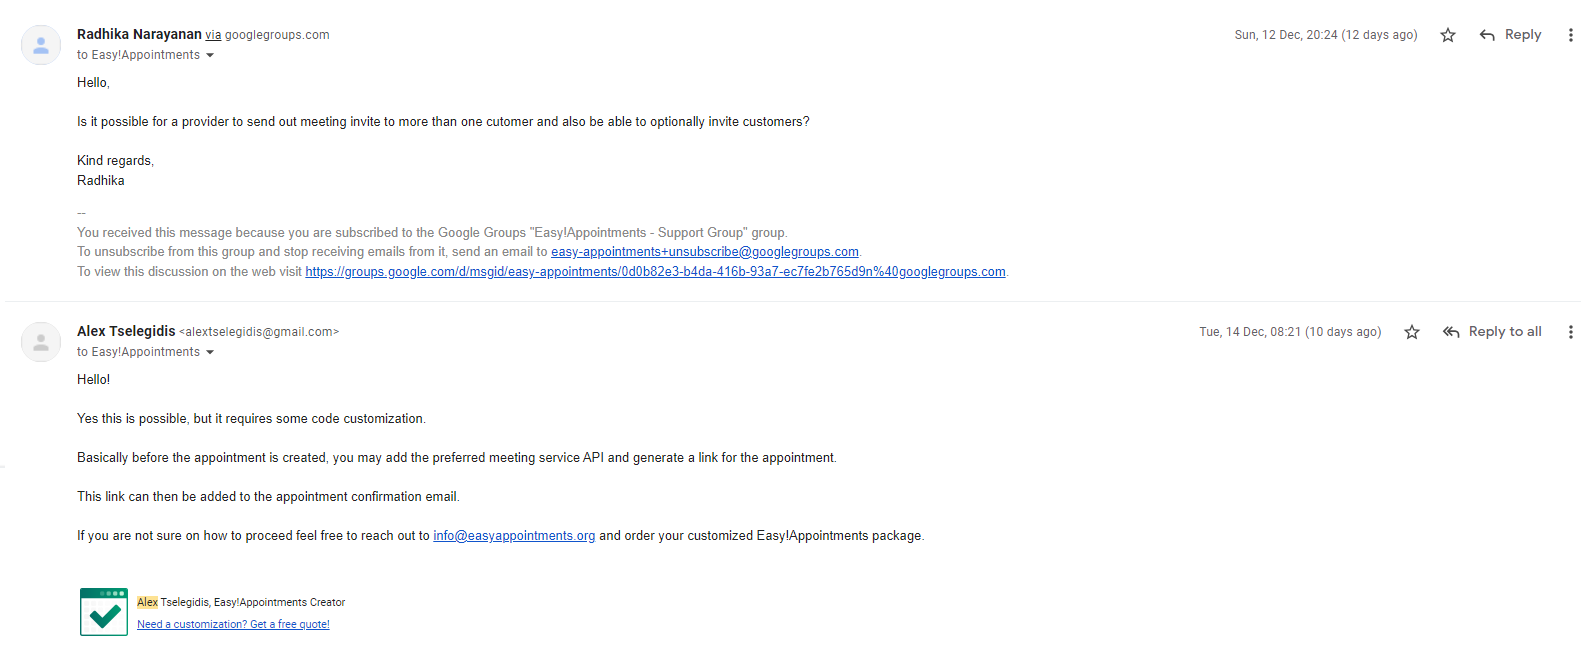 Radhika Narayanan via googlegroups.com
Sun, 12 Dec, 20:24 (12 days ago)
Reply
to Easy!Appointments
Hello,
Is it possible for a provider to send out meeting invite to more than one cutomer and also be able to optionally invite customers?
Kind regards,
Radhika
--
You received this message because you are subscribed to the Google Groups "Easy!Appointments - Support Group" group.
To unsubscribe from this group and stop receiving emails from it, send an email to easy-appointments+unsubscribe@googlegroups.com.
To view this discussion on the web visit https://groups.google.com/d/msgid/easy-appointments/0d0b82e3-b4da-416b-93a7-ec7fe2b765d9n%40googlegroups.com.
Alex Tselegidis <alextselegidis@gmail.com>
Tue, 14 Dec, 08:21 (10 days ago)
Reply to all
to Easy!Appointments
Hello!
Yes this is possible, but it requires some code customization.
Basically before the appointment is created, you may add the preferred meeting service API and generate a link for the appointment.
This link can then be added to the appointment confirmation email.
If you are not sure on how to proceed feel free to reach out to info@easyappointments.org and order your customized Easy!Appointments package.
Alex Tselegidis, Easy!Appointments Creator
Need a customization? Get a free quote!